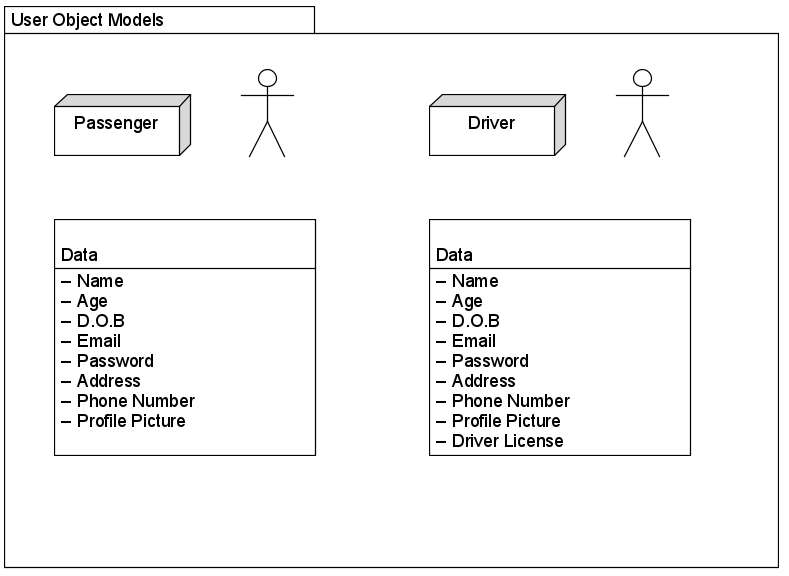 User Object Models
Passenger
Driver
Data
– Name
– Age
– D.O.B
– Email
– Password
– Address
– Phone Number
– Profile Picture
Data
– Name
– Age
– D.O.B
– Email
– Password
– Address
– Phone Number
– Profile Picture
– Driver License